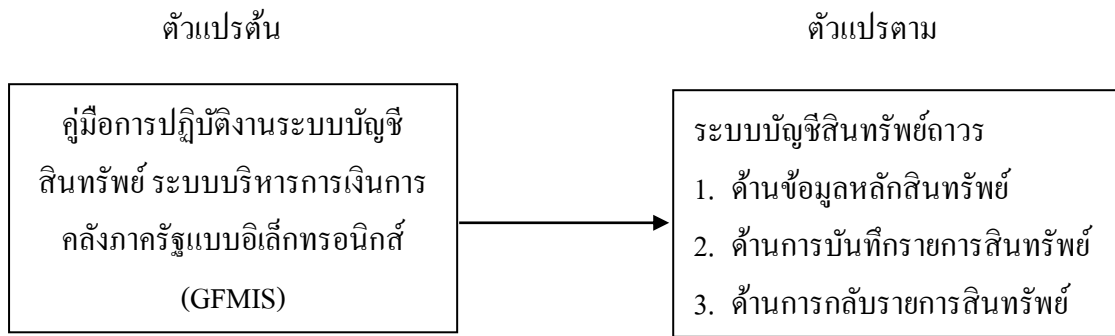 ตัวแปรต้น
ตัวแปรตาม
คู่มือการปฏิบัติงานระบบบัญชี
สินทรัพย์ ระบบบริหารการเงินการ
คลังภาครัฐแบบอิเล็กทรอนิกส์
(GFMIS)
ระบบบัญชีสินทรัพย์ถาวร
1. ด้านข้อมูลหลักสินทรัพย์
2. ด้านการบันทึกรายการสินทรัพย์
3. ด้านการกลับรายการสินทรัพย์